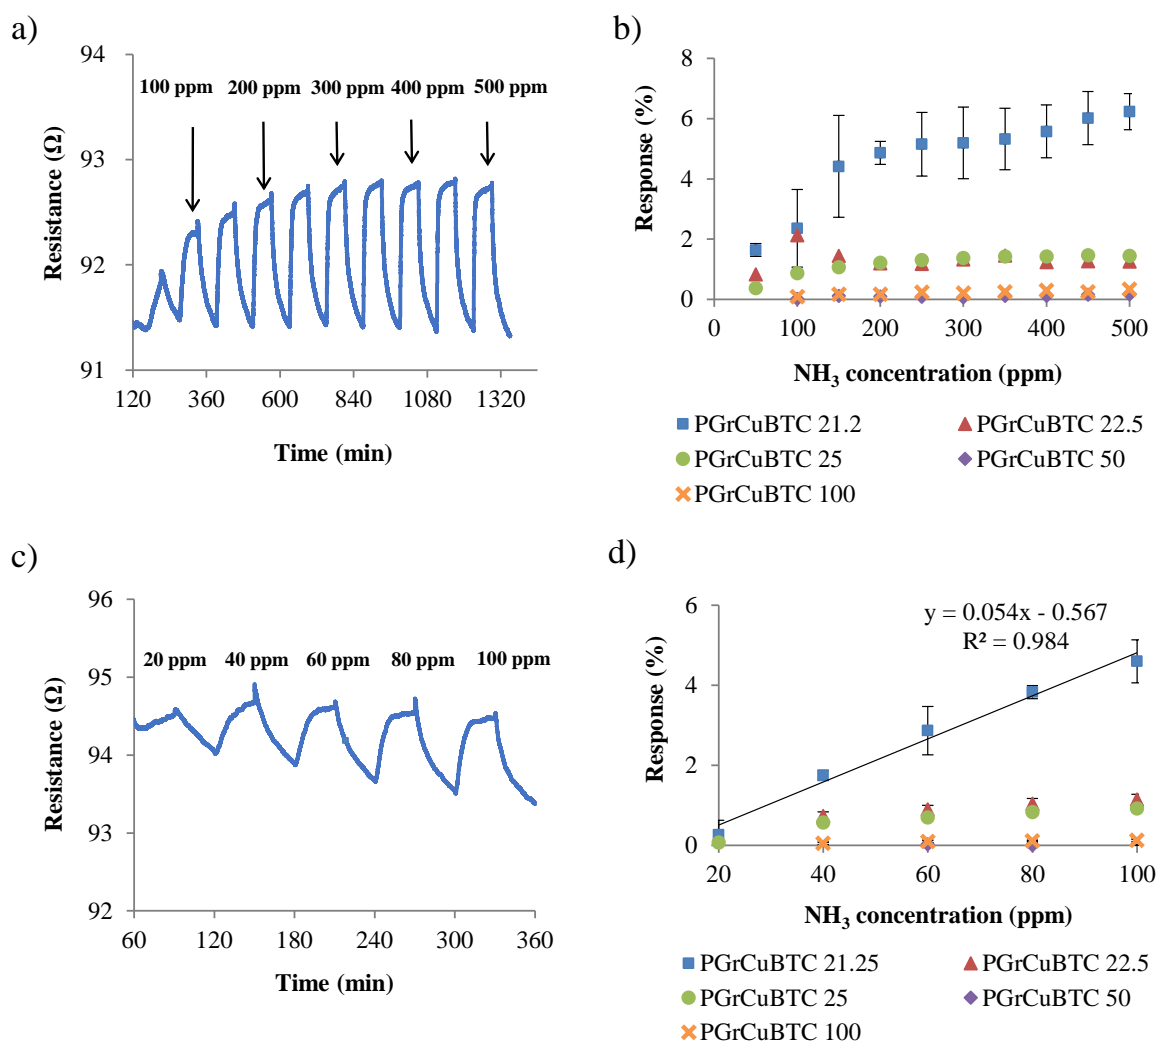 a)
94
93
92
91
Resistance (Ω)
100 ppm 200 ppm 300 ppm 400 ppm 500 ppm
120 360 600 840 1080 1320
Time (min)
b)
8
6
4
2
0
Response (%)
0 100 200 300 400 500
NH₃ concentration (ppm)
PGrCuBTC 21.2 PGrCuBTC 22.5
PGrCuBTC 25 PGrCuBTC 50
PGrCuBTC 100
c)
96
95
94
93
92
Resistance (Ω)
20 ppm 40 ppm 60 ppm 80 ppm 100 ppm
60 120 180 240 300 360
Time (min)
d)
6
4
2
0
Response (%)
y = 0.054x - 0.567
R² = 0.984
20 40 60 80 100
NH₃ concentration (ppm)
PGrCuBTC 21.25 PGrCuBTC 22.5
PGrCuBTC 25 PGrCuBTC 50
PGrCuBTC 100